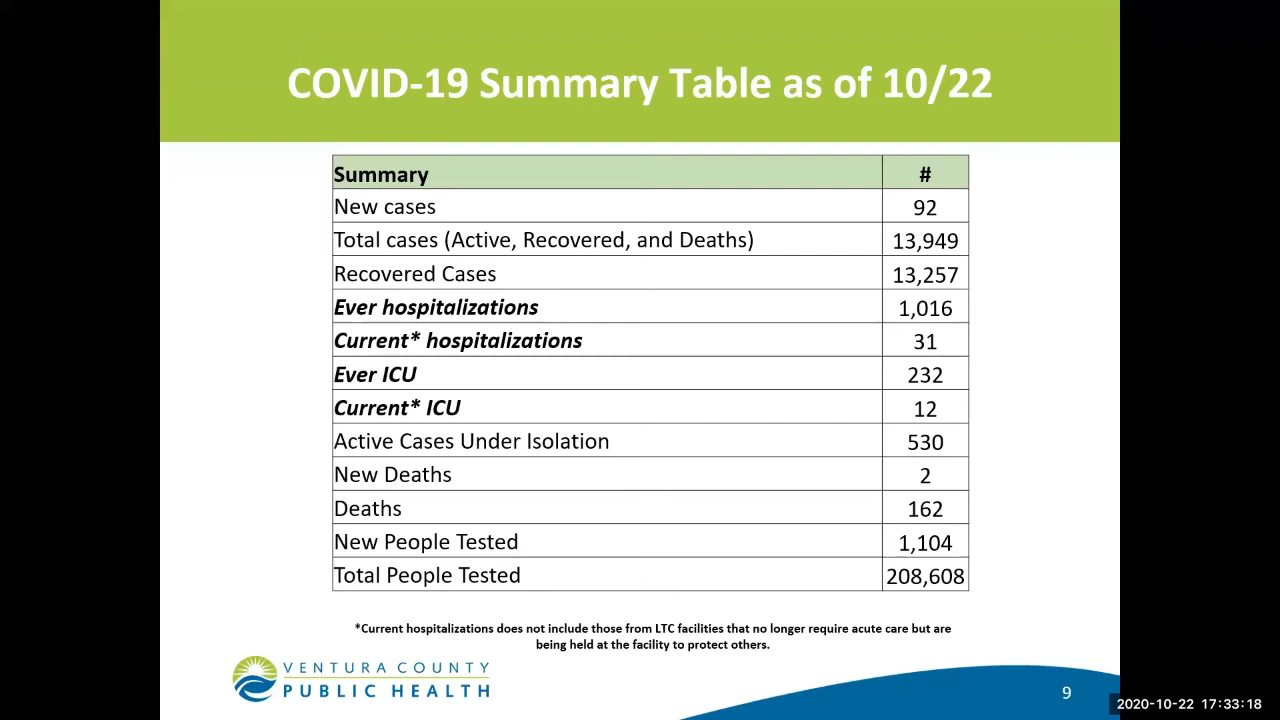 COVID-19 Summary Table as of 10/22
Summary #
New cases 92
Total cases (Active, Recovered, and Deaths) 13,949
Recovered Cases 13,257
Ever hospitalizations 1,016
Current* hospitalizations 31
Ever ICU 232
Current* ICU 12
Active Cases Under Isolation 530
New Deaths 2
Deaths 162
New People Tested 1,104
Total People Tested 208,608
*Current hospitalizations does not include those from LTC facilities that no longer require acute care but are
being held at the facility to protect others.
VENTURA COUNTY
PUBLIC HEALTH
9
2020-10-22 17:33:18